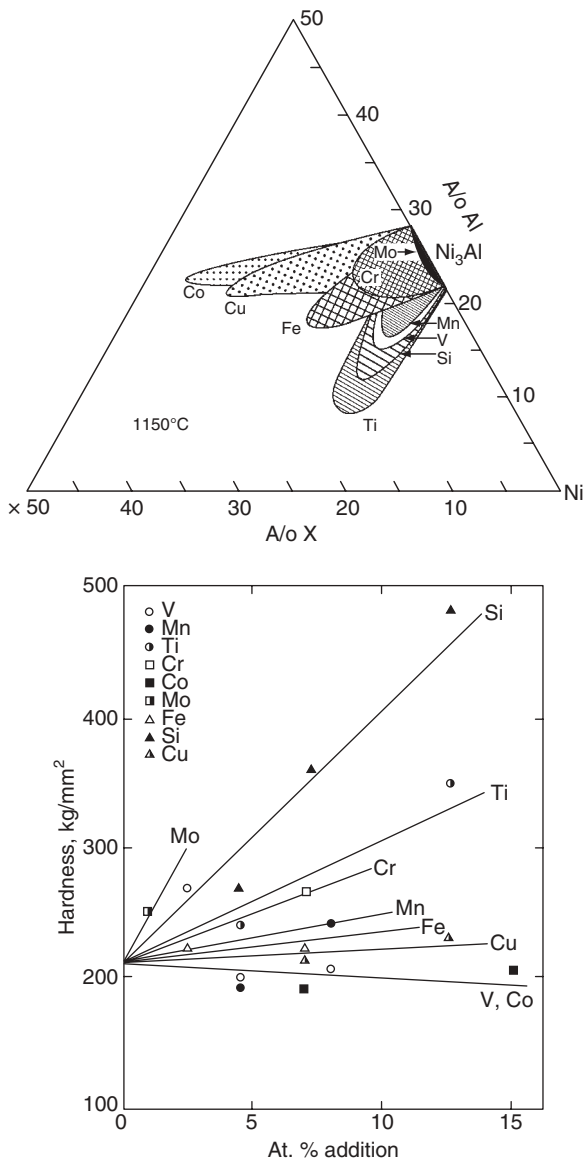 50
40
30
A/o Al
Mo
Ni₃Al
Cr
20
Co
Cu
Fe
Mn
V
Si
10
1150°C
Ti
Ni
× 50
40
30
20
10
A/o X
500
V
Mn
Ti
Cr
Co
Mo
Fe
Si
Cu
Si
400
Ti
300
Mo
Cr
Mn
Fe
Cu
200
V, Co
100
Hardness, kg/mm²
0
5
10
15
At. % addition